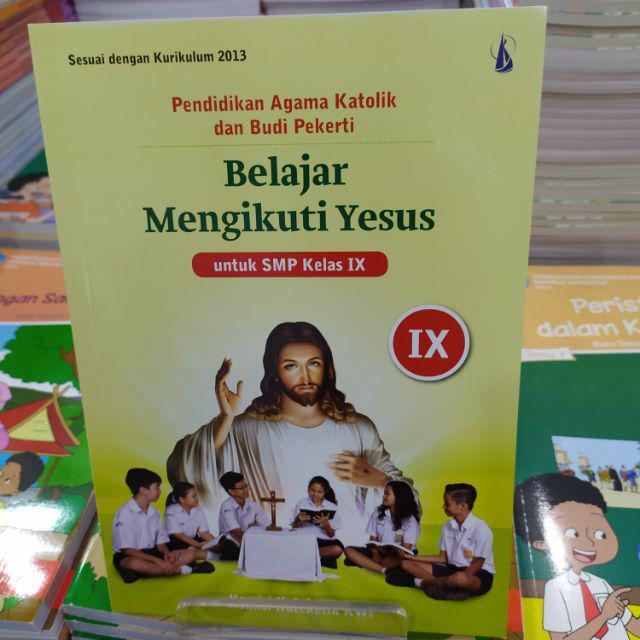 Sesuai dengan Kurikulum 2013
Pendidikan Agama Katolik
dan Budi Pekerti
Belajar
Mengikuti Yesus
untuk SMP Kelas IX
IX
dalam